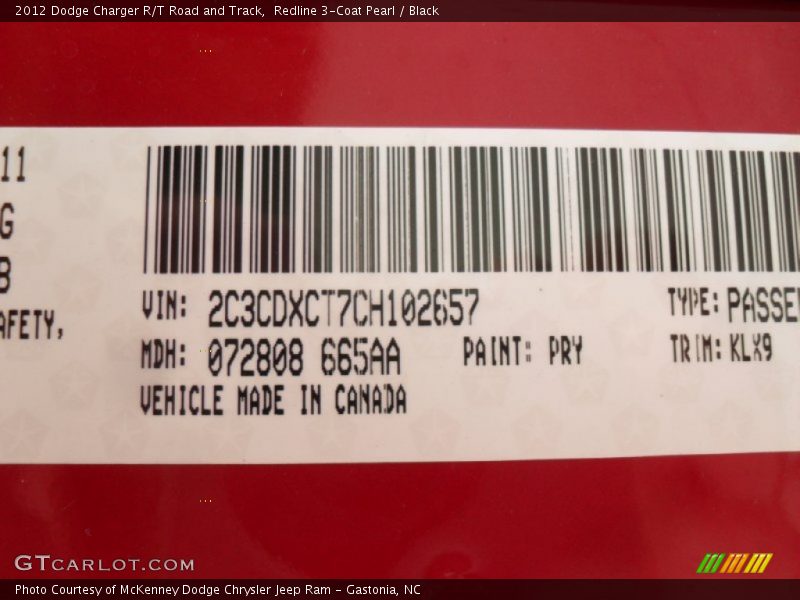 2012 Dodge Charger R/T Road and Track,  Redline 3-Coat Pearl / Black
11
G
B
AFETY,
VIN: 2C3CDXCT7CH102657
TYPE: PASSE
MDH: 072808 665AA
PAINT: PRY
TRIM: KLX9
VEHICLE MADE IN CANADA
GTCARLOT.COM
Photo Courtesy of McKenney Dodge Chrysler Jeep Ram - Gastonia, NC